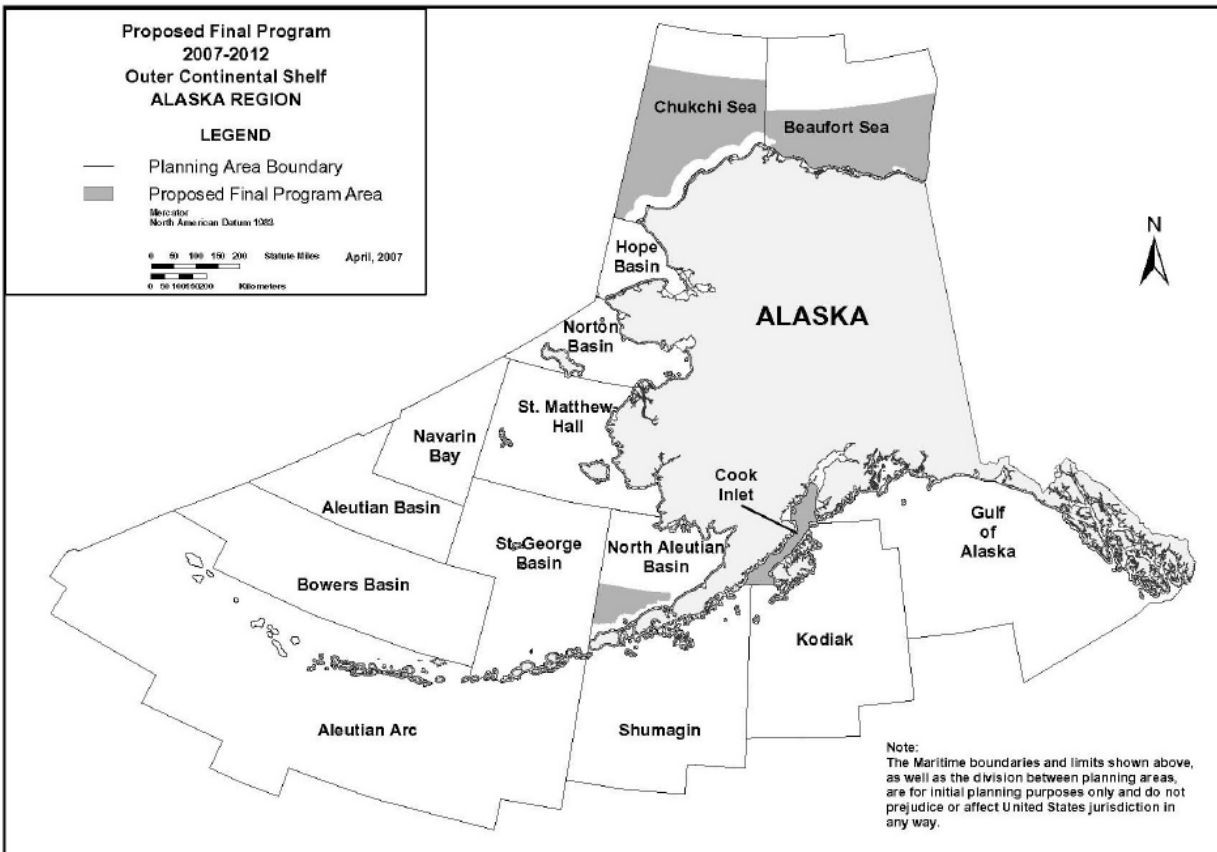 Proposed Final Program
2007-2012
Outer Continental Shelf
ALASKA REGION
LEGEND
Planning Area Boundary
Proposed Final Program Area
Mercator
North American Datum 1983
0 50 100 150 200 Statute Miles April, 2007
0 50 100150200 Kilometers
Chukchi Sea
Beaufort Sea
N
Hope
Basin
ALASKA
Norton
Basin
St. Matthew-
Hall
Navarin
Bay
Cook
Inlet
Aleutian Basin
Gulf
of
Alaska
St. George
Basin
North Aleutian
Basin
Bowers Basin
Kodiak
Aleutian Arc
Shumagin
Note:
The Maritime boundaries and limits shown above,
as well as the division between planning areas,
are for initial planning purposes only and do not
prejudice or affect United States jurisdiction in
any way.